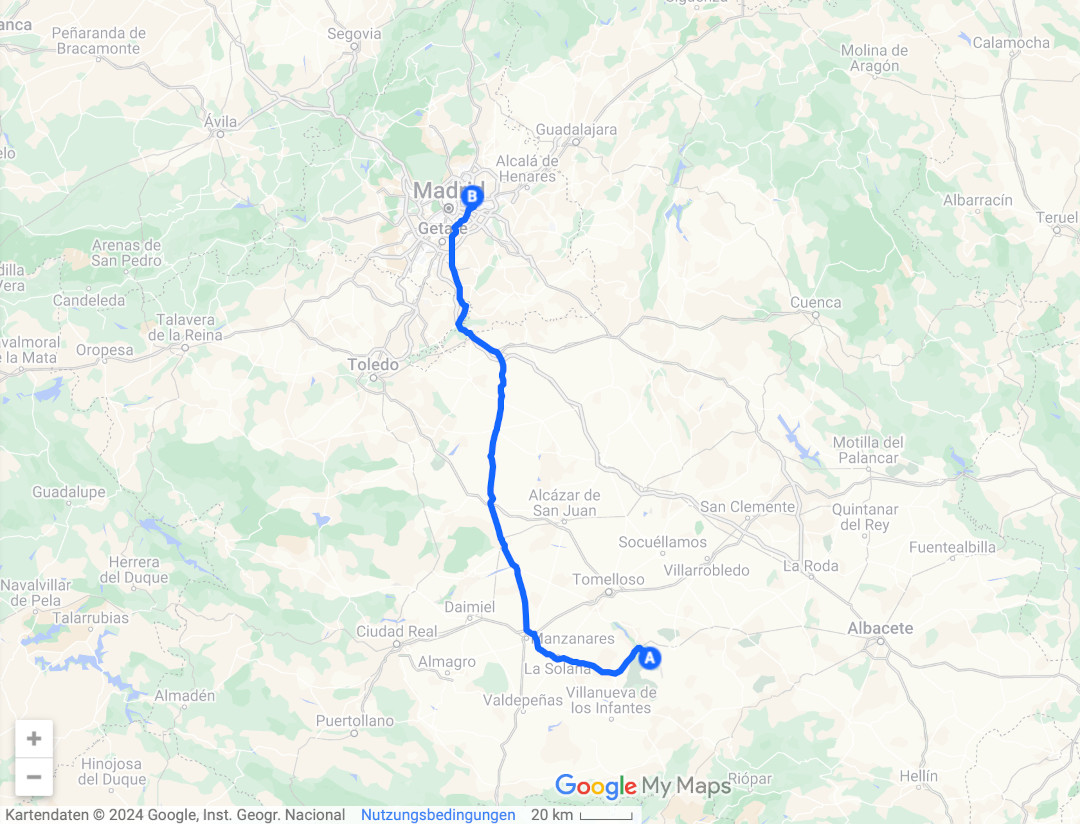 anca
Peñaranda de
Bracamonte
Segovia
Calamocha
Molina de
Aragón
Ávila
Guadalajara
elo
Alcalá de
Henares
Madrid
B
Albarracín
Teruel
Getafe
Arenas de
San Pedro
dilla
Vera
Candeleda
Cuenca
Talavera
de la Reina
valmoral
e la Mata
Oropesa
Toledo
Motilla del
Palancar
Guadalupe
Alcázar de
San Juan
San Clemente
Quintanar
del Rey
Socuéllamos
Fuentealbilla
Herrera
del Duque
Villarrobledo
La Roda
Tomelloso
Navalvillar
de Pela
Talarrubias
Daimiel
Ciudad Real
Manzanares
Albacete
Almagro
La Solana
A
Almadén
Valdepeñas
Villanueva de
los Infantes
Puertollano
+
−
Hinojosa
del Duque
Google My Maps
Riópar
Hellín
Kartendaten © 2024 Google, Inst. Geogr. Nacional
Nutzungsbedingungen
20 km